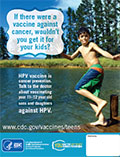 If there were a
vaccine against
cancer, wouldn't
you get it for
your kids?
HPV vaccine is
cancer prevention.
Talk to the doctor
about vaccinating
your 11–12 year old
sons and daughters
against HPV.
www.cdc.gov/vaccines/teens
CDC